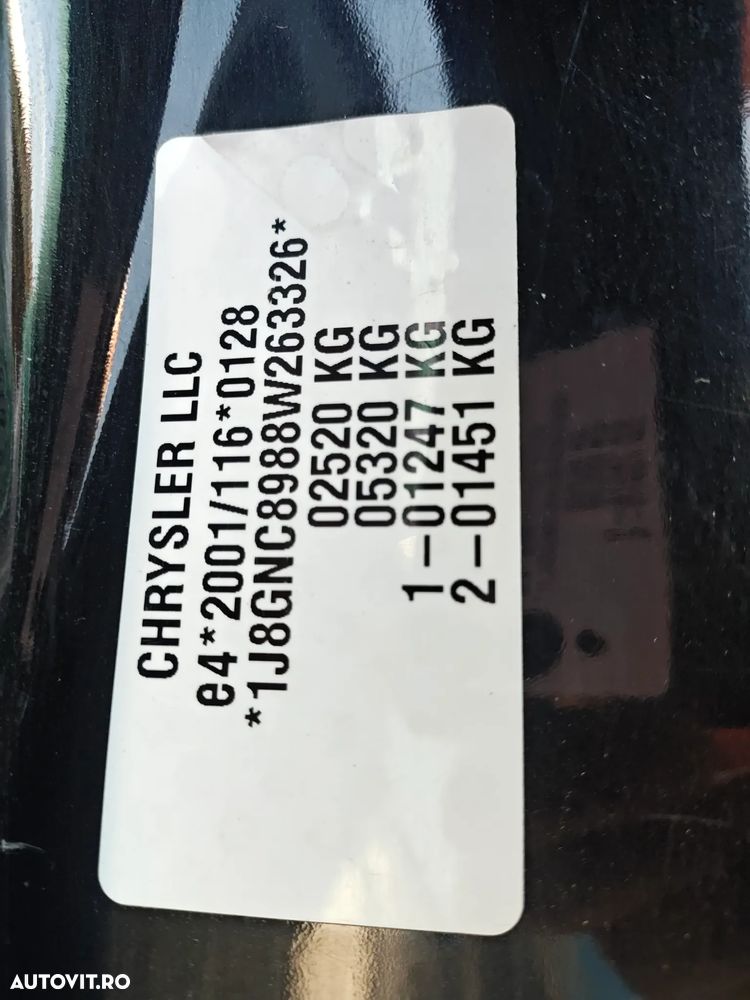 CHRYSLER LLC
e4*2001/116*0128
*1J8GNC8988W263326*
02520 KG
05320 KG
1-01247 KG
2-01451 KG
AUTOVIT.RO